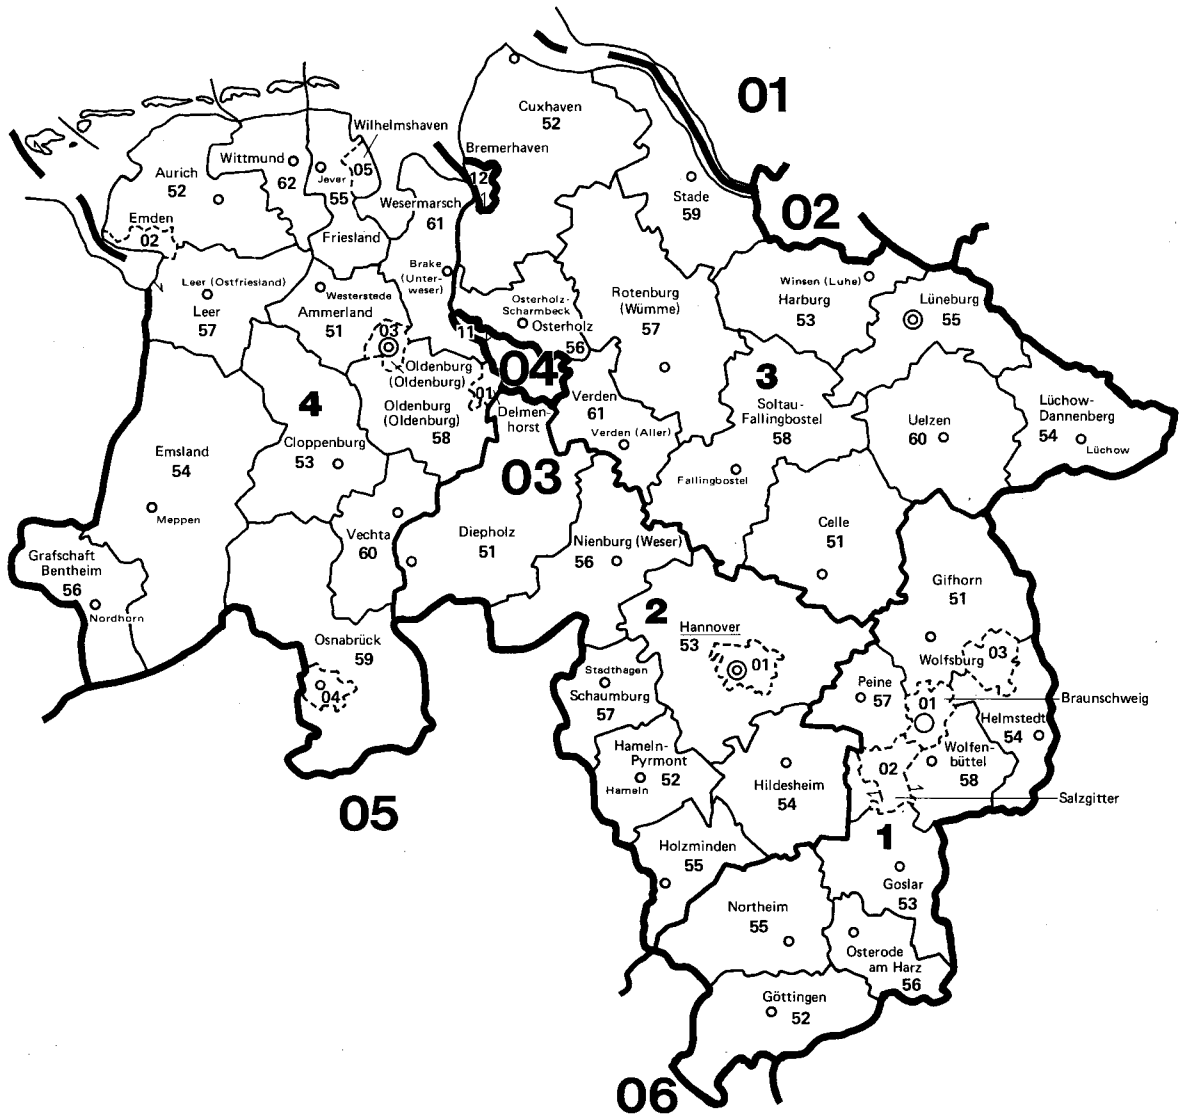 01
Cuxhaven
52
Wilhelmshaven
Bremerhaven
Wittmund
62
Jever
05
55
Aurich
52
12
Wesermarsch
61
Stade
59
02
Emden
02
Friesland
Brake
(Unter-
weser)
Leer (Ostfriesland)
Leer
57
Westerstede
Ammerland
51
Osterholz-
Scharmbeck
Osterholz
56
Rotenburg
(Wümme)
57
Winsen (Luhe)
Harburg
53
Lüneburg
55
03
11
04
Oldenburg
(Oldenburg)
01
Oldenburg
(Oldenburg)
58
Delmen-
horst
Verden
61
Verden (Aller)
3
Soltau-
Fallingbostel
58
Fallingbostel
Uelzen
60
Lüchow-
Dannenberg
54
Lüchow
4
Cloppenburg
53
Emsland
54
Meppen
03
Vechta
60
Diepholz
51
Nienburg (Weser)
56
Celle
51
Grafschaft
Bentheim
56
Nordhorn
Gifhorn
51
2
Hannover
53
01
Osnabrück
59
04
Stadthagen
Schaumburg
57
Wolfsburg
03
Peine
57
01
Braunschweig
Helmstedt
54
Hameln-
Pyrmont
52
Hameln
Hildesheim
54
02
Wolfen-
büttel
58
Salzgitter
05
1
Holzminden
55
Goslar
53
Northeim
55
Osterode
am Harz
56
Göttingen
52
06